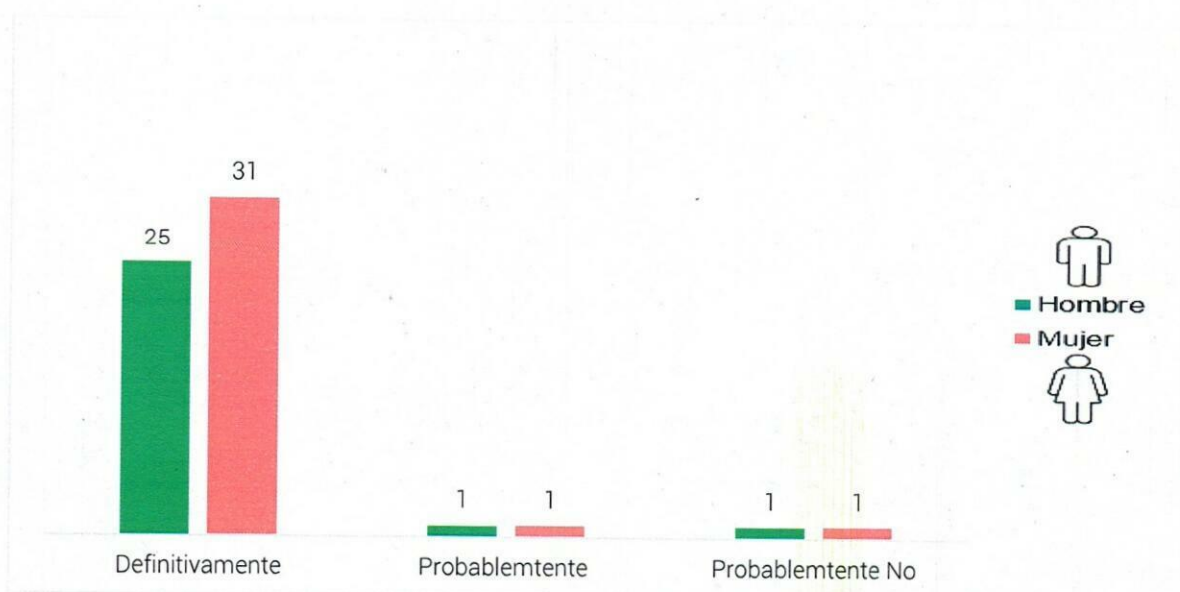 31
25
1
1
1
1
Hombre
Mujer
Definitivamente
Probablemtente
Probablemtente No